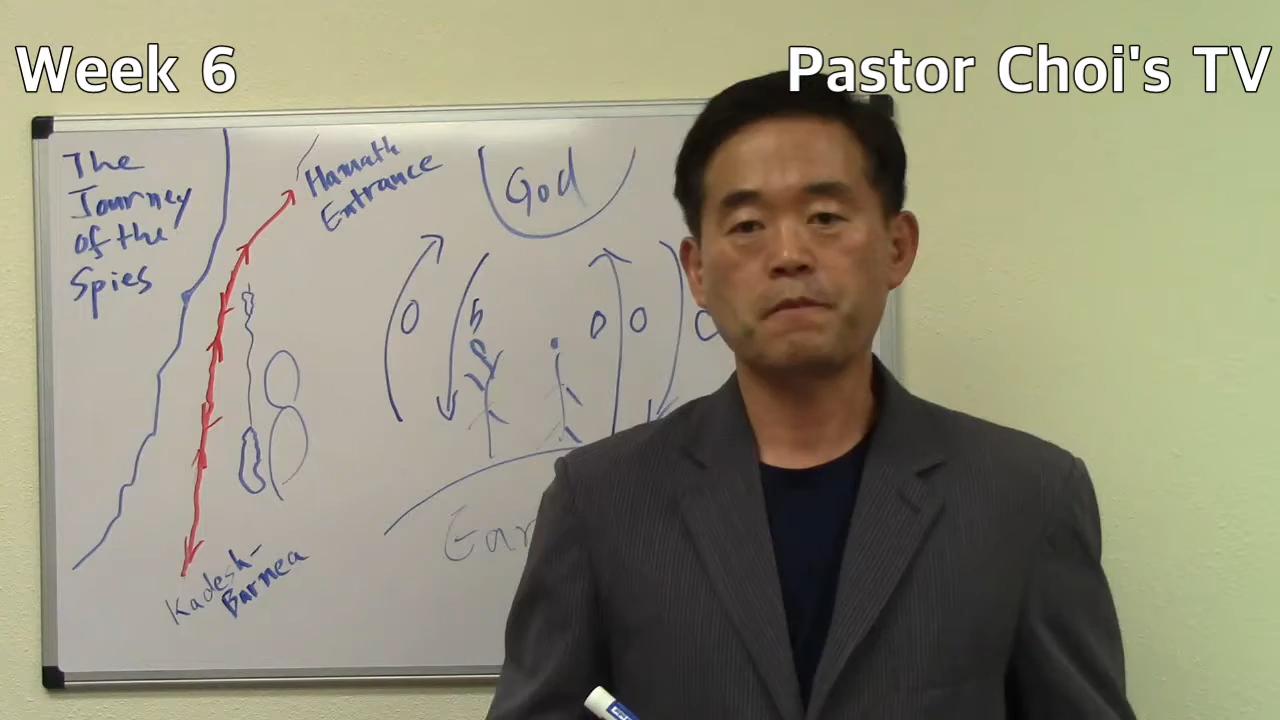 Week 6
Pastor Choi's TV
The
Journey
of the
Spies
Hamath
Entrance
God
Kadesh-
Barnea